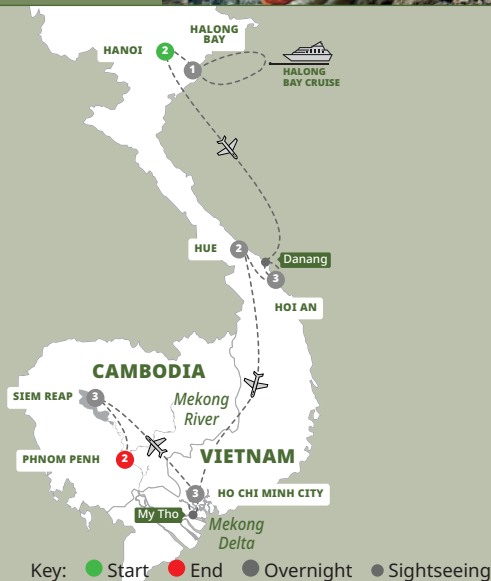 HALONG
BAY
HANOI
2
1
HALONG
BAY CRUISE
HUE
2
Danang
3
HOI AN
CAMBODIA
SIEM REAP
3
Mekong
River
VIETNAM
PHNOM PENH
2
3
HO CHI MINH CITY
My Tho
Mekong
Delta
Key: Start End Overnight Sightseeing